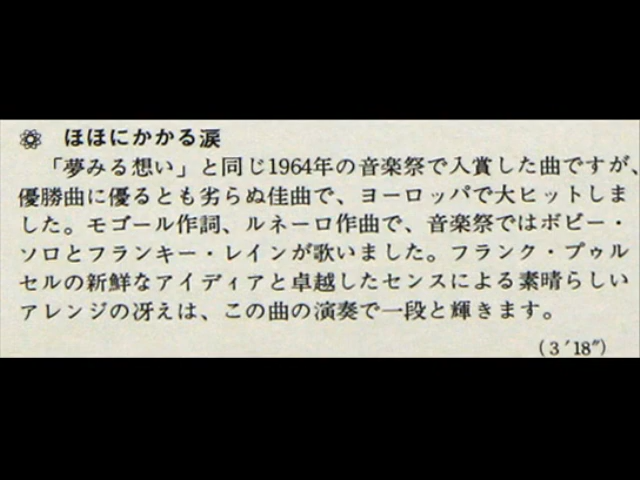 ほほにかかる涙
「夢みる想い」と同じ1964年の音楽祭で入賞した曲ですが、
優勝曲に優るとも劣らぬ佳曲で、ヨーロッパで大ヒットしま
した。モゴール作詞、ルネーロ作曲で、音楽祭ではボビー・
ソロとフランキー・レインが歌いました。フランク・プゥル
セルの新鮮なアイディアと卓越したセンスによる素晴らしい
アレンジの冴えは、この曲の演奏で一段と輝きます。
(3′18″)